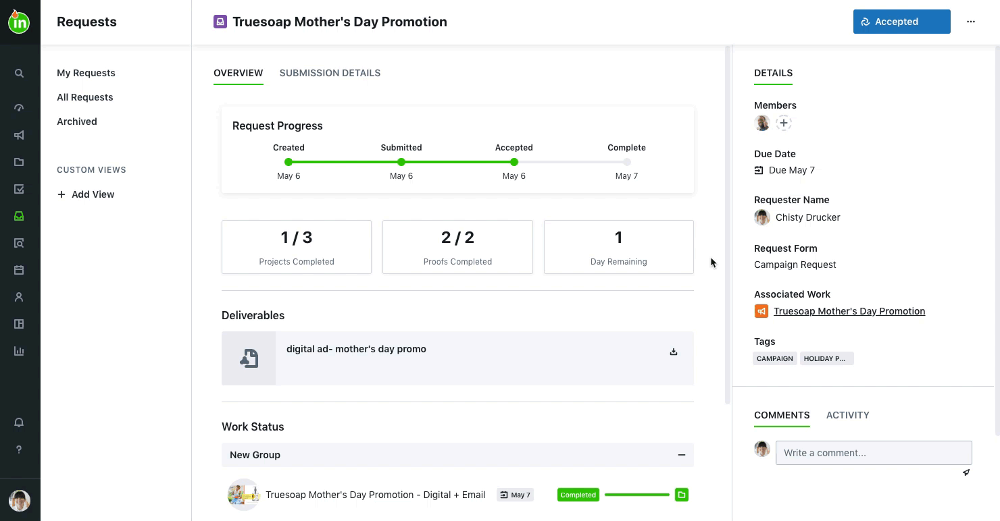 in
Requests
Truesoap Mother's Day Promotion
Accepted
My Requests
All Requests
Archived
CUSTOM VIEWS
+ Add View
OVERVIEW
SUBMISSION DETAILS
Request Progress
Created
Submitted
Accepted
Complete
May 6
May 6
May 6
May 7
1 / 3
Projects Completed
2 / 2
Proofs Completed
1
Day Remaining
Deliverables
digital ad- mother's day promo
Work Status
New Group
Truesoap Mother's Day Promotion - Digital + Email
May 7
Completed
DETAILS
Members
Due Date
Due May 7
Requester Name
Chisty Drucker
Request Form
Campaign Request
Associated Work
Truesoap Mother's Day Promotion
Tags
CAMPAIGN
HOLIDAY P...
COMMENTS
ACTIVITY
Write a comment...